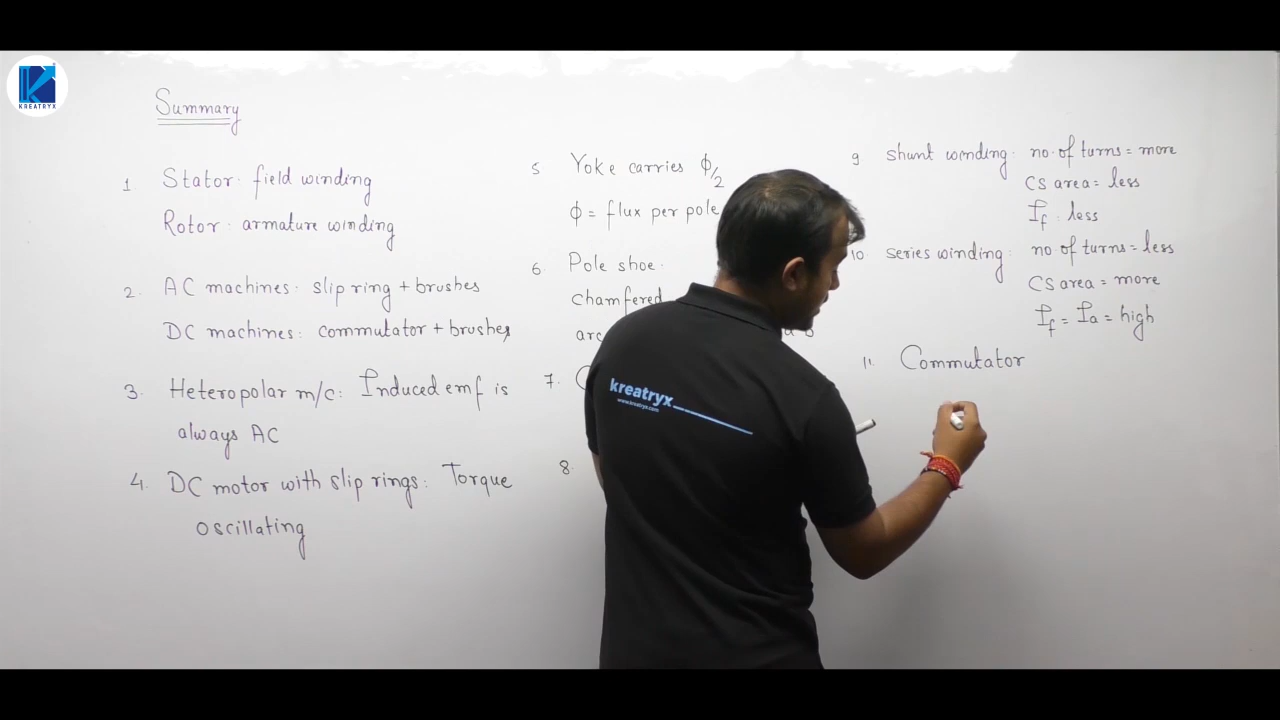 KREATRYX
Summary
1 Stator: field winding
Rotor: armature winding
2. AC machines: slip ring + brushes
DC machines: commutator + brushes
3. Heteropolar m/c: Induced emf is
always AC
4. DC motor with slip rings: Torque
oscillating
5 Yoke carries ϕ/2
ϕ = flux per pole
6. Pole shoe:
chamfered
7.
8.
9 shunt winding: no. of turns = more
CS area = less
If : less
10. series winding: no of turns = less
CS area = more
If = Ia = high
11. Commutator
kreatryx
www.kreatryx.com